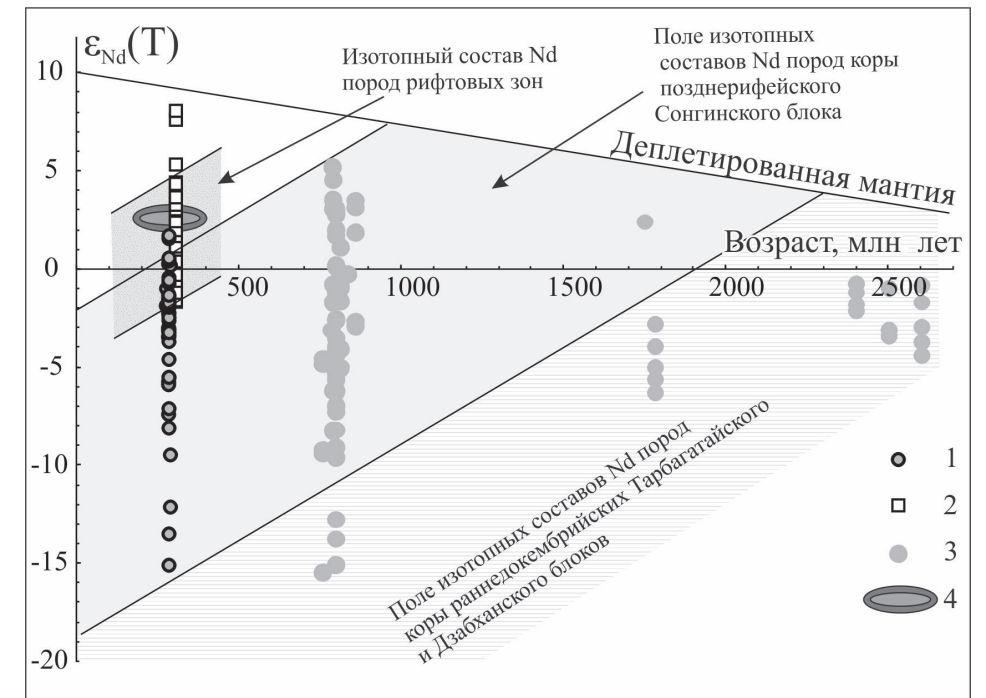 ε Nd (T)
Изотопный состав Nd
пород рифтовых зон
Поле изотопных
составов Nd пород коры
позднерифейского
Сонгинского блока
Деплетированная мантия
Возраст, млн лет
10
5
0
-5
-10
-15
-20
500
1000
1500
2000
2500
Поле изотопных составов Nd пород
коры раннедокембрийских Тарбагатайского
и Дзабханского блоков
1
2
3
4